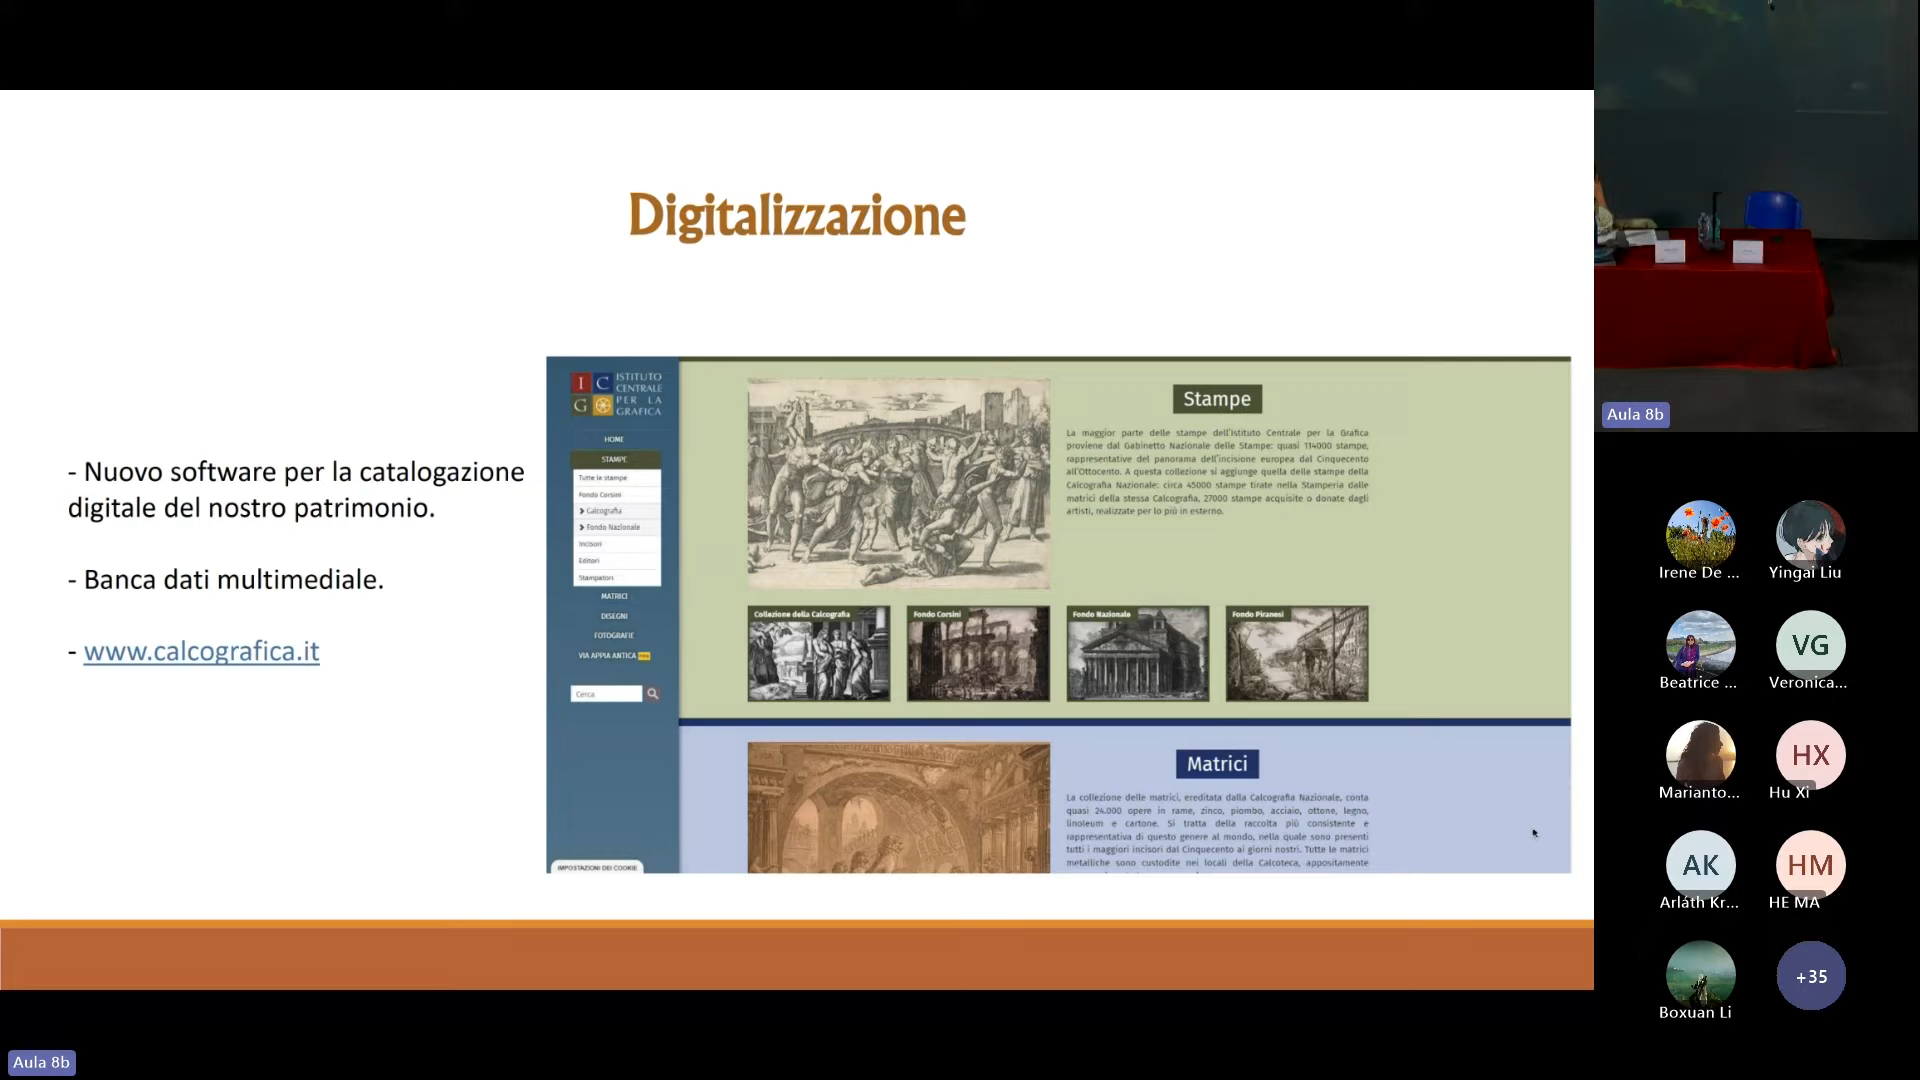 Digitalizzazione
- Nuovo software per la catalogazione
digitale del nostro patrimonio.
- Banca dati multimediale.
- www.calcografica.it
I C G
ISTITUTO
CENTRALE
PER LA
GRAFICA
HOME
STAMPE
Tutte le stampe
Fondo Corsini
Calcografia
Fondo Nazionale
Incisori
Editori
Stampatori
MATRICI
DISEGNI
FOTOGRAFIE
VIA APPIA ANTICA
Cerca
IMPOSTAZIONI DEI COOKIE
Stampe
La maggior parte delle stampe dell'Istituto Centrale per la Grafica
proviene dal Gabinetto Nazionale delle Stampe: quasi 114000 stampe,
rappresentative del panorama dell'incisione europea dal Cinquecento
all'Ottocento. A questa collezione si aggiunge quella delle stampe della
Calcografia Nazionale: circa 45000 stampe tirate nella Stamperia dalle
matrici della stessa Calcografia, 27000 stampe acquisite o donate dagli
artisti, realizzate per lo più in esterno.
Collezione della Calcografia
Fondo Corsini
Fondo Nazionale
Fondo Piranesi
Matrici
La collezione delle matrici, ereditata dalla Calcografia Nazionale, conta
quasi 24.000 opere in rame, zinco, piombo, acciaio, ottone, legno,
linoleum e cartone. Si tratta della raccolta più consistente e
rappresentativa di questo genere al mondo, nella quale sono presenti
tutti i maggiori incisori dal Cinquecento ai giorni nostri. Tutte le matrici
metalliche sono custodite nei locali della Calcoteca, appositamente
Aula 8b
Irene De ...
Yingai Liu
Beatrice ...
VG
Veronica...
Marianto...
HX
Hu Xi
AK
Arláth Kr...
HM
HE MA
Boxuan Li
+35
Aula 8b